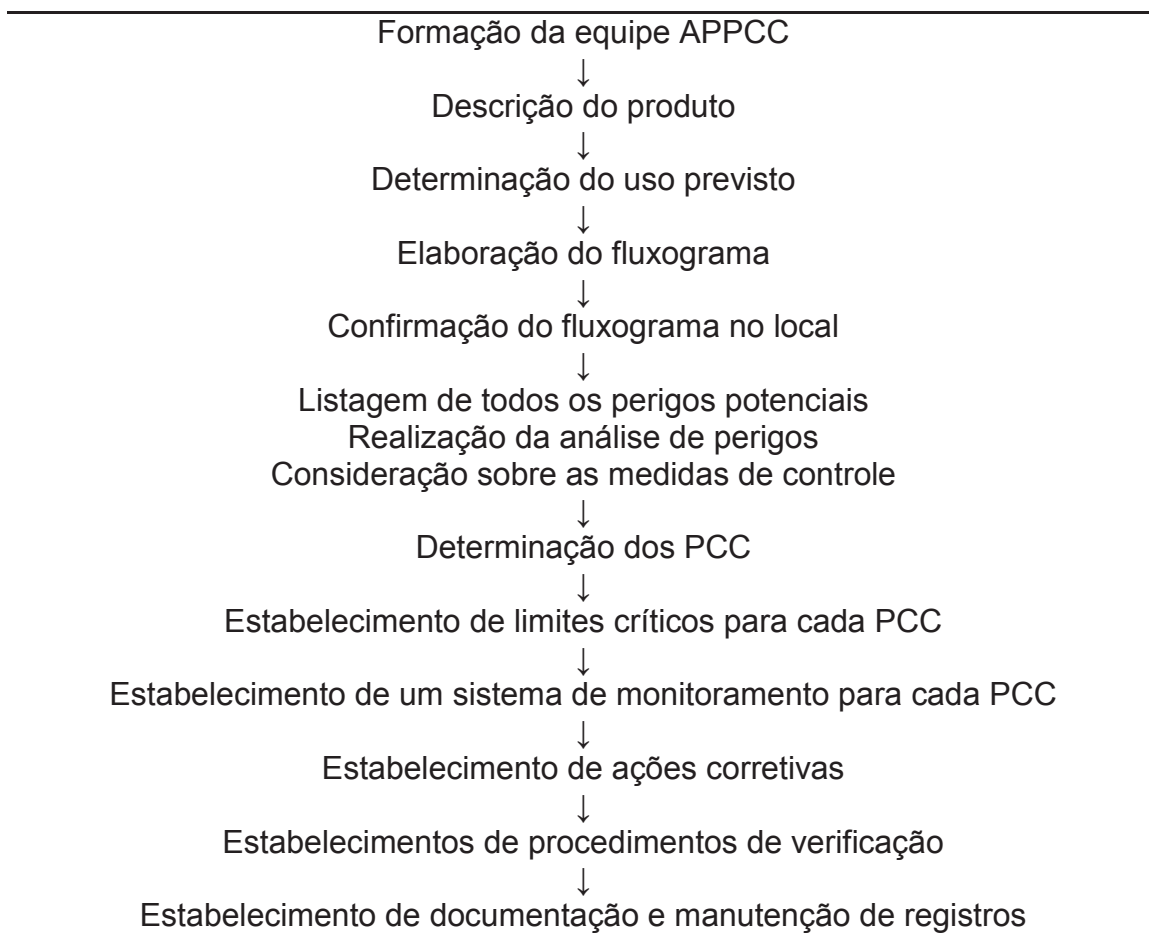 Formação da equipe APPCC
↓
Descrição do produto
↓
Determinação do uso previsto
↓
Elaboração do fluxograma
↓
Confirmação do fluxograma no local
↓
Listagem de todos os perigos potenciais
Realização da análise de perigos
Consideração sobre as medidas de controle
↓
Determinação dos PCC
↓
Estabelecimento de limites críticos para cada PCC
↓
Estabelecimento de um sistema de monitoramento para cada PCC
↓
Estabelecimento de ações corretivas
↓
Estabelecimentos de procedimentos de verificação
↓
Estabelecimento de documentação e manutenção de registros